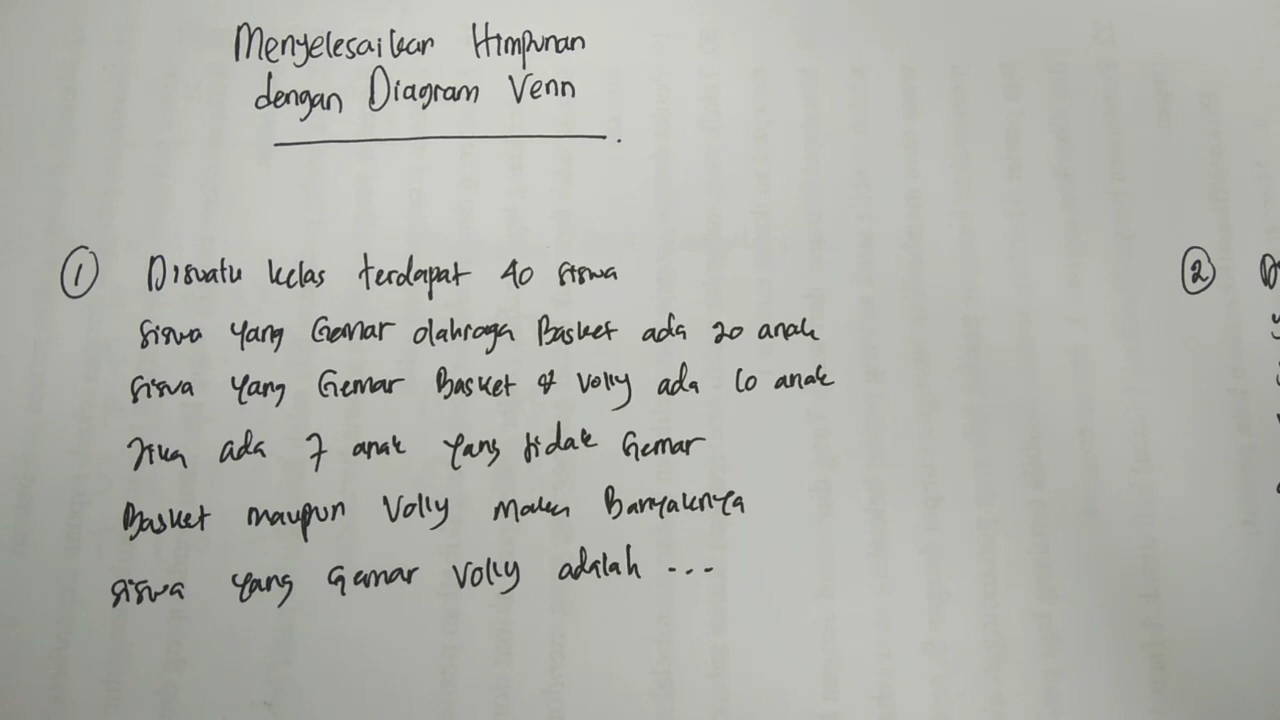 Menyelesaikan Himpunan
dengan Diagram Venn
① Disuatu kelas terdapat 40 siswa
siswa yang Gemar olahraga Basket ada 20 anak
siswa yang Gemar Basket & Volly ada 10 anak
Jika ada 7 anak yang tidak Gemar
Basket maupun Volly maka Banyaknya
siswa yang Gemar Volly adalah ...
②